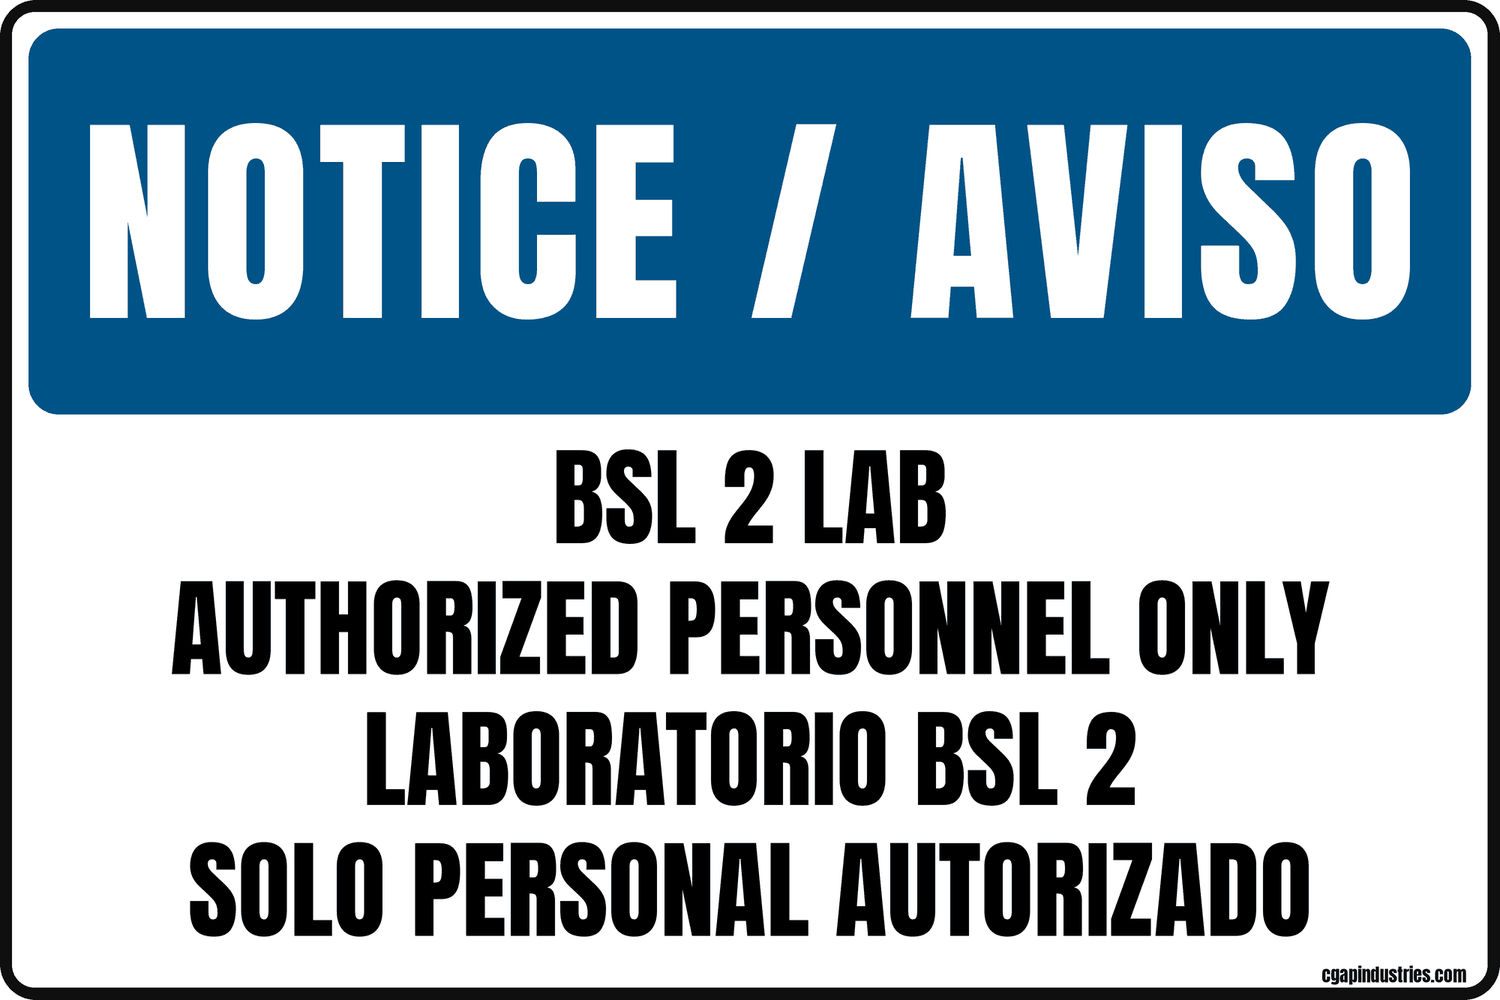 NOTICE / AVISO
BSL 2 LAB
AUTHORIZED PERSONNEL ONLY
LABORATORIO BSL 2
SOLO PERSONAL AUTORIZADO
cgapindustries.com